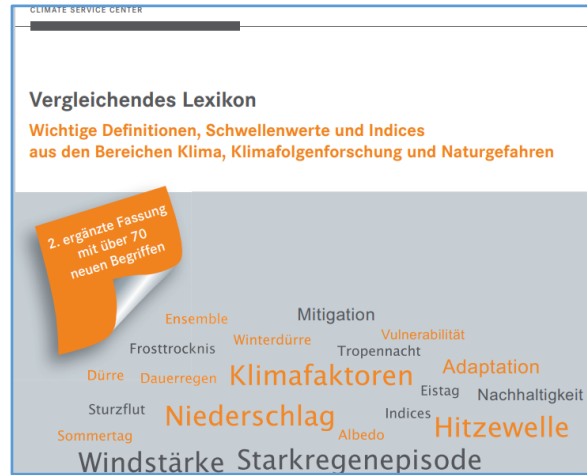 CLIMATE SERVICE CENTER
Vergleichendes Lexikon
Wichtige Definitionen, Schwellenwerte und Indices
aus den Bereichen Klima, Klimafolgenforschung und Naturgefahren
2. ergänzte Fassung
mit über 70
neuen Begriffen
Ensemble
Mitigation
Frosttrocknis
Winterdürre
Tropennacht
Vulnerabilität
Dürre
Dauerregen
Klimafaktoren
Adaptation
Eistag
Nachhaltigkeit
Sturzflut
Niederschlag
Indices
Hitzewelle
Sommertag
Albedo
Windstärke
Starkregenepisode